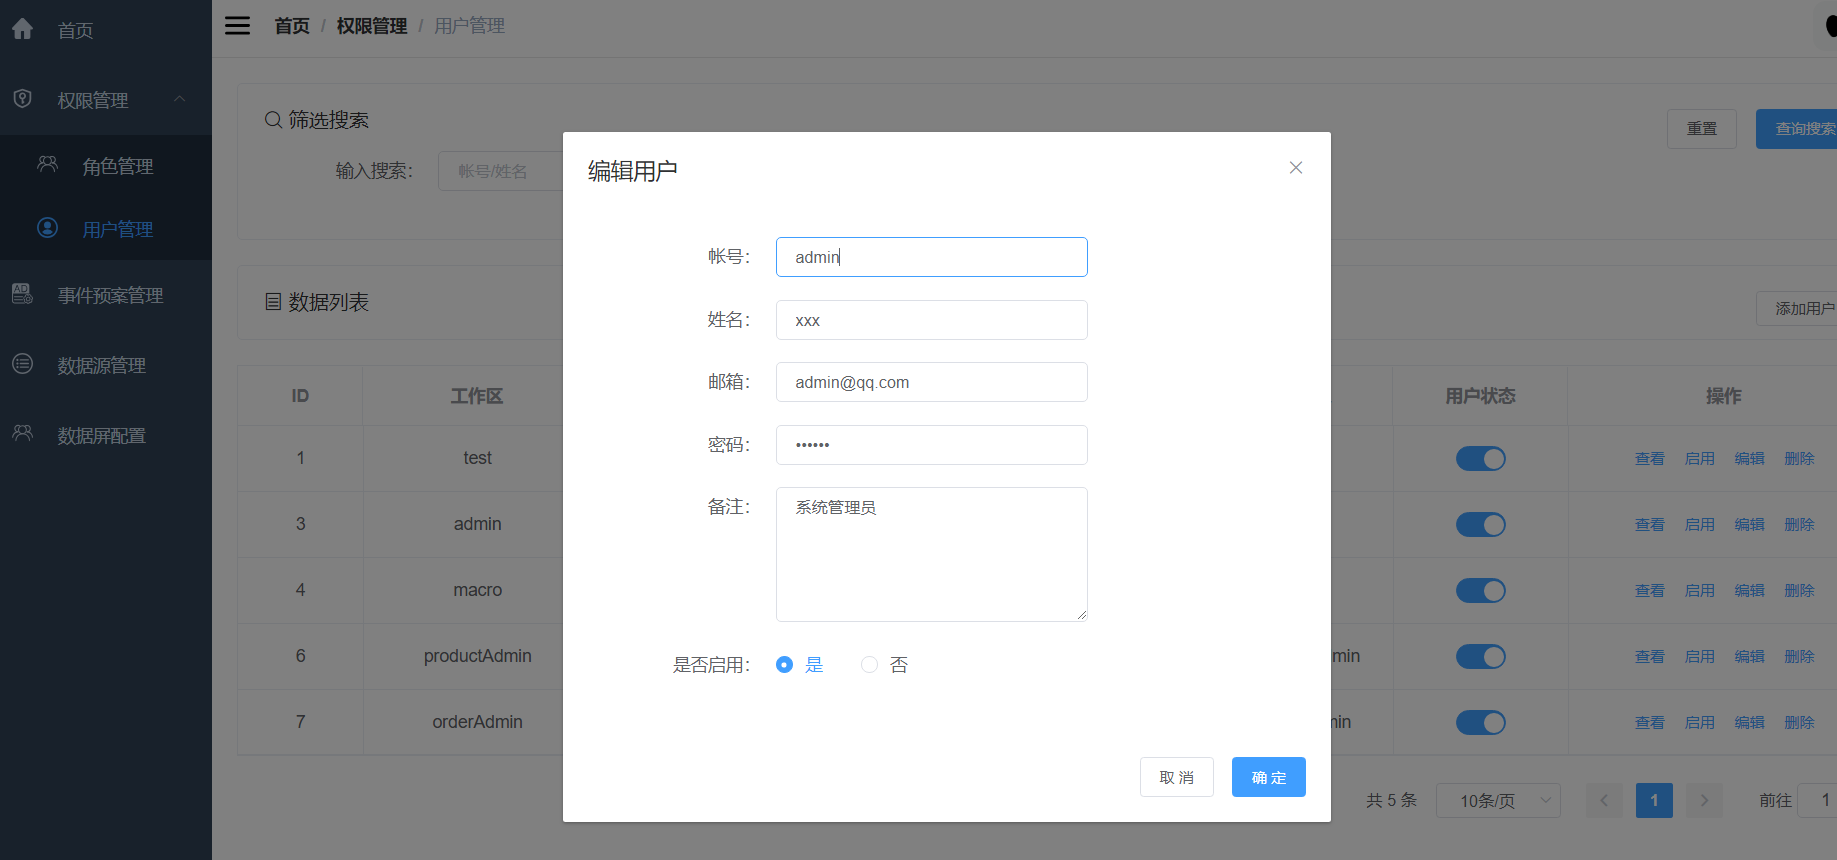 首页
权限管理
角色管理
用户管理
事件预案管理
数据源管理
数据屏配置
首页 / 权限管理 / 用户管理
筛选搜索
重置
查询搜索
输入搜索：
帐号/姓名
数据列表
添加用户
ID 工作区 用户状态 操作
1 test 查看 启用 编辑 删除
3 admin 查看 启用 编辑 删除
4 macro 查看 启用 编辑 删除
6 productAdmin min 查看 启用 编辑 删除
7 orderAdmin min 查看 启用 编辑 删除
共 5 条 10条/页 1 前往 1
编辑用户
帐号： admin
姓名： xxx
邮箱： admin@qq.com
密码： ••••••
备注： 系统管理员
是否启用： 是 否
取 消 确 定